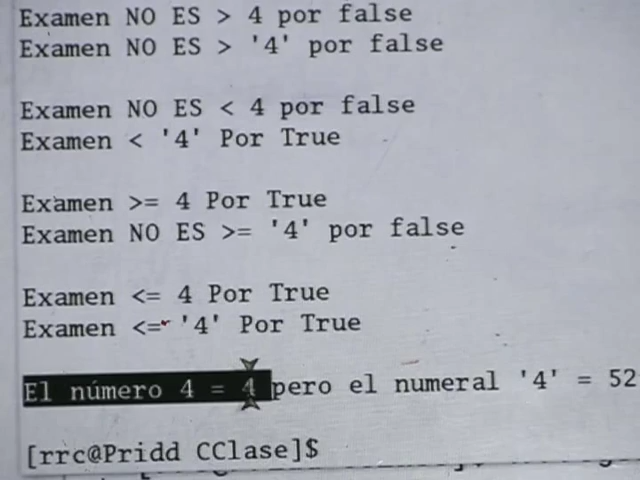 Examen NO ES > 4 por false
Examen NO ES > '4' por false
Examen NO ES < 4 por false
Examen < '4' Por True
Examen >= 4 Por True
Examen NO ES >= '4' por false
Examen <= 4 Por True
Examen <= '4' Por True
El número 4 = 4 pero el numeral '4' = 52
[rrc@Pridd CClase]$